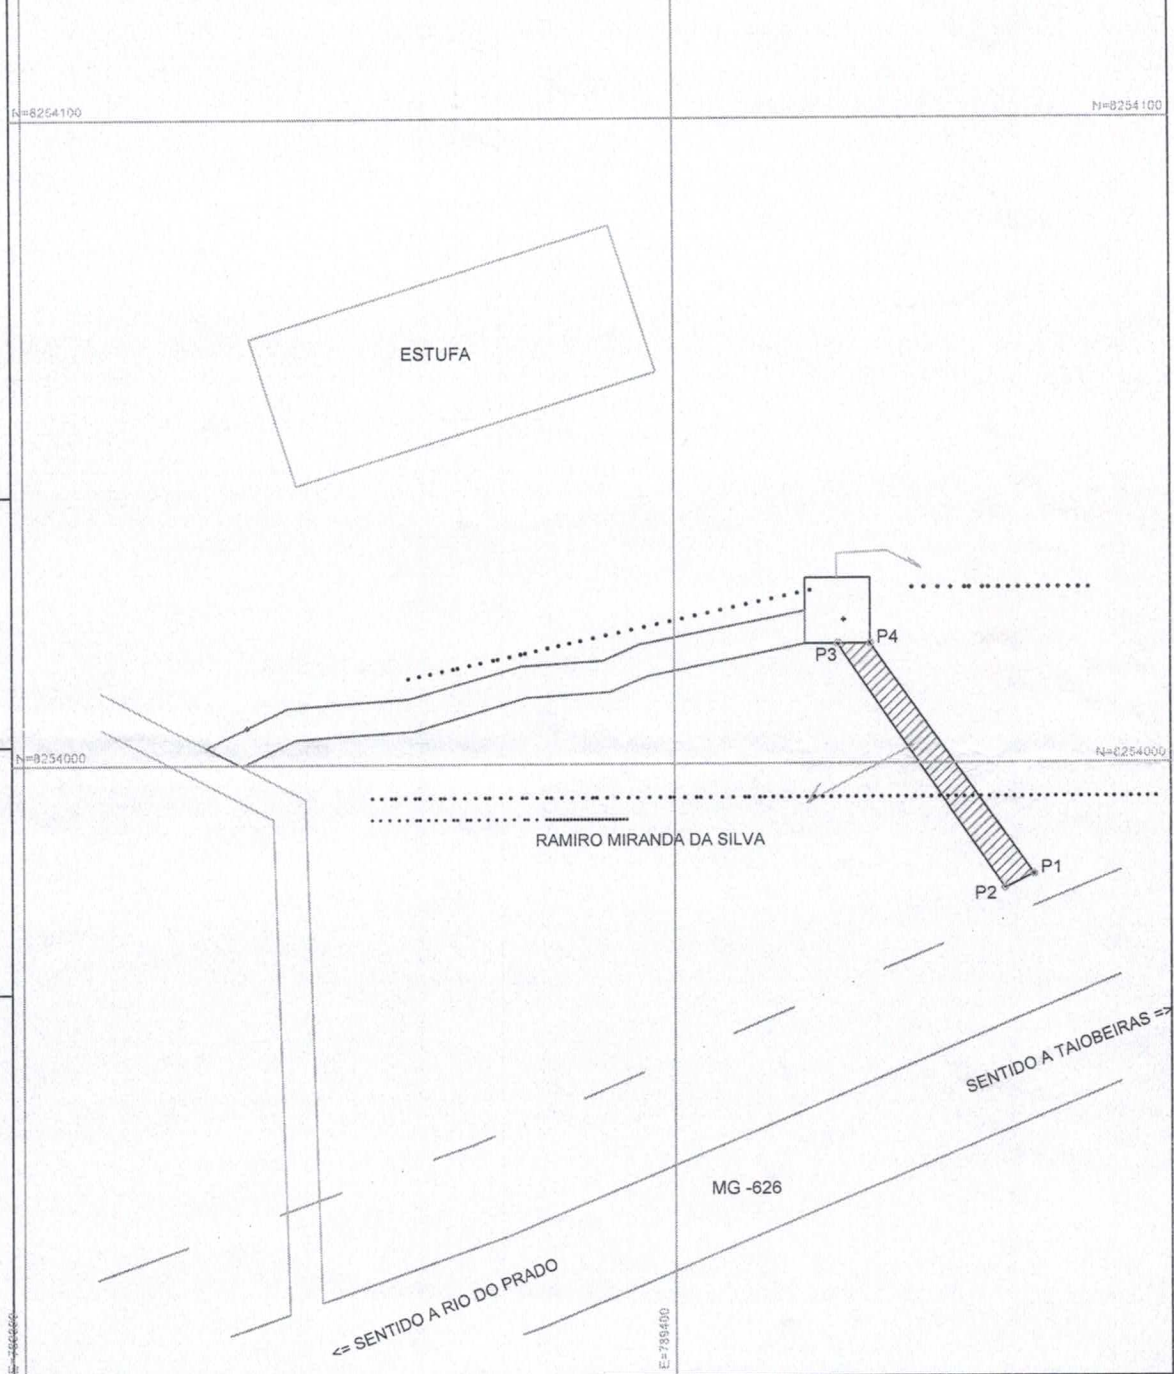 N=8254100
N=8254100
ESTUFA
P4
P3
N=8254000
N=8254000
RAMIRO MIRANDA DA SILVA
P1
P2
SENTIDO A TAIOBEIRAS =>
MG -626
<= SENTIDO A RIO DO PRADO
E=789400